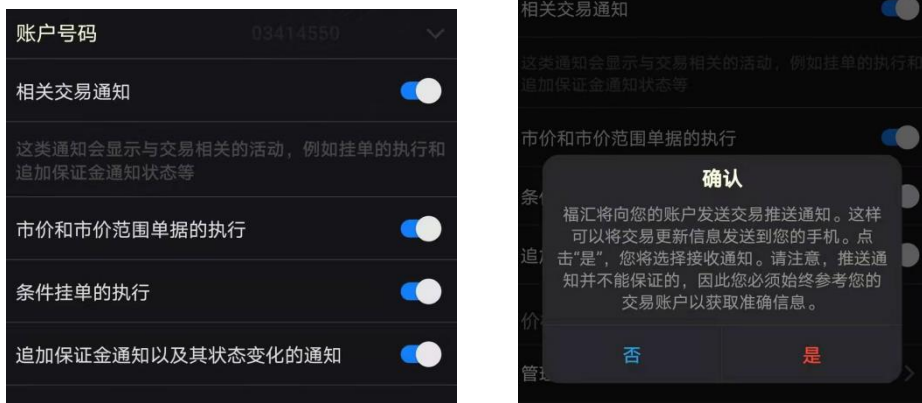 账户号码
03414550
相关交易通知
这类通知会显示与交易相关的活动，例如挂单的执行和
追加保证金通知状态等
市价和市价范围单据的执行
条件挂单的执行
追加保证金通知以及其状态变化的通知
相关交易通知
这类通知会显示与交易相关的活动，例如挂单的执行和
追加保证金通知状态等
市价和市价范围单据的执行
条
追
价
管理
确认
福汇将向您的账户发送交易推送通知。这样
可以将交易更新信息发送到您的手机。点
击“是”，您将选择接收通知。请注意，推送通
知并不能保证的，因此您必须始终参考您的
交易账户以获取准确信息。
否
是